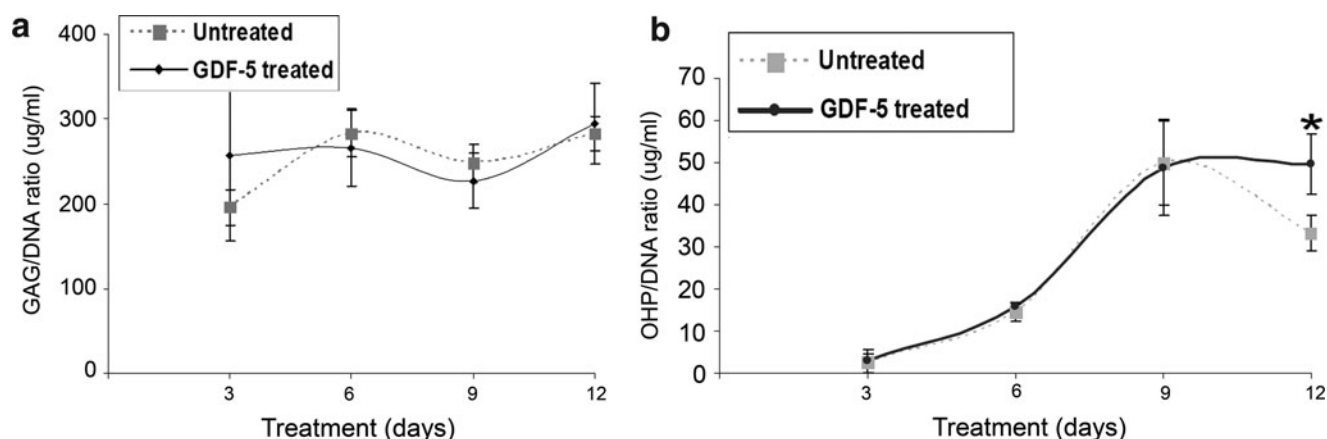 a
Untreated
GDF-5 treated
GAG/DNA ratio (ug/ml)
400
300
200
100
0
3 6 9 12
Treatment (days)
b
Untreated
GDF-5 treated
OHP/DNA ratio (ug/ml)
70
60
50
40
30
20
10
0
*
3 6 9 12
Treatment (days)